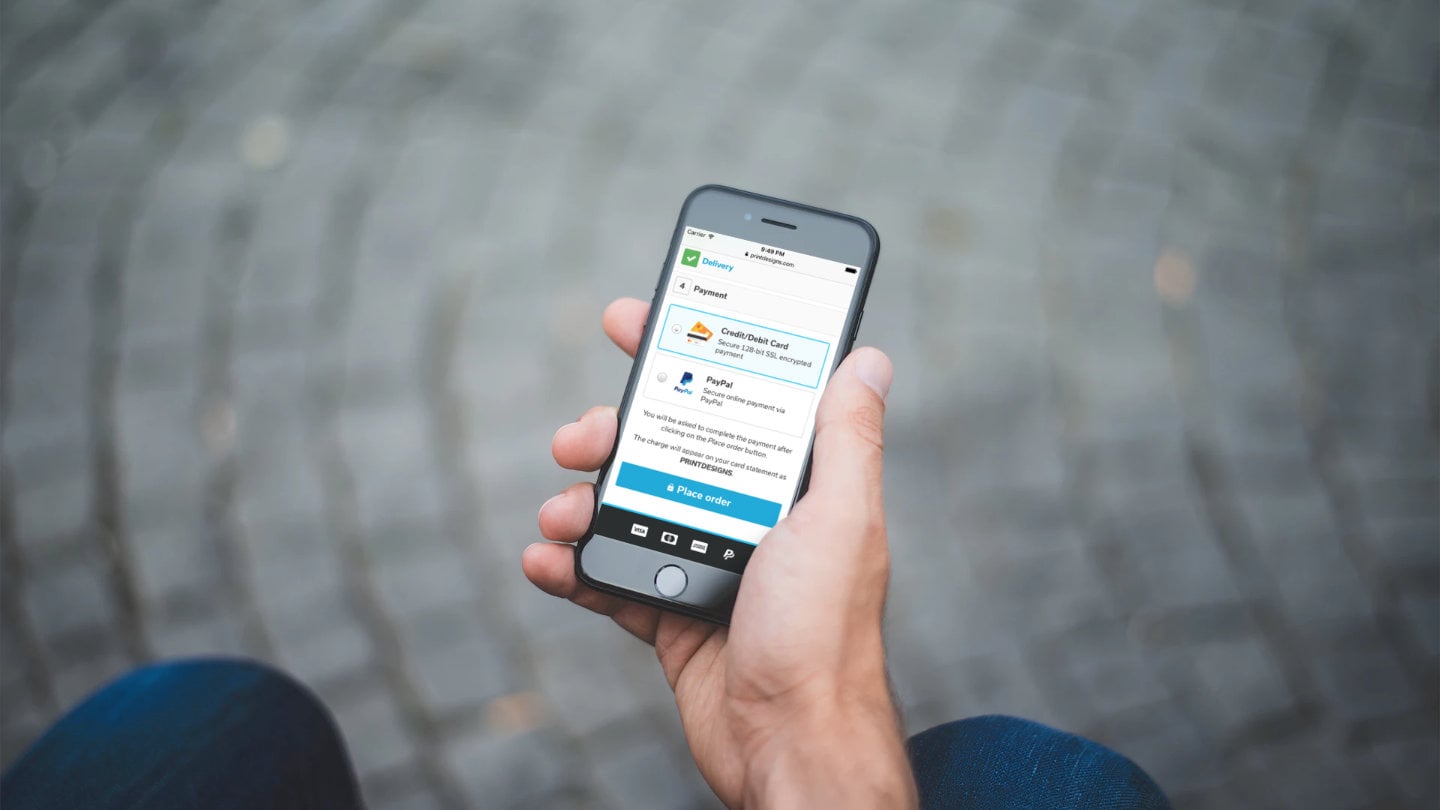 Carrier
9:49 PM
printdesigns.com
Delivery
4 Payment
Credit/Debit Card
Secure 128-bit SSL encrypted
payment
PayPal
PayPal
Secure online payment via
PayPal
You will be asked to complete the payment after
clicking on the Place order button.
The charge will appear on your card statement as
PRINTDESIGNS.
Place order
VISA